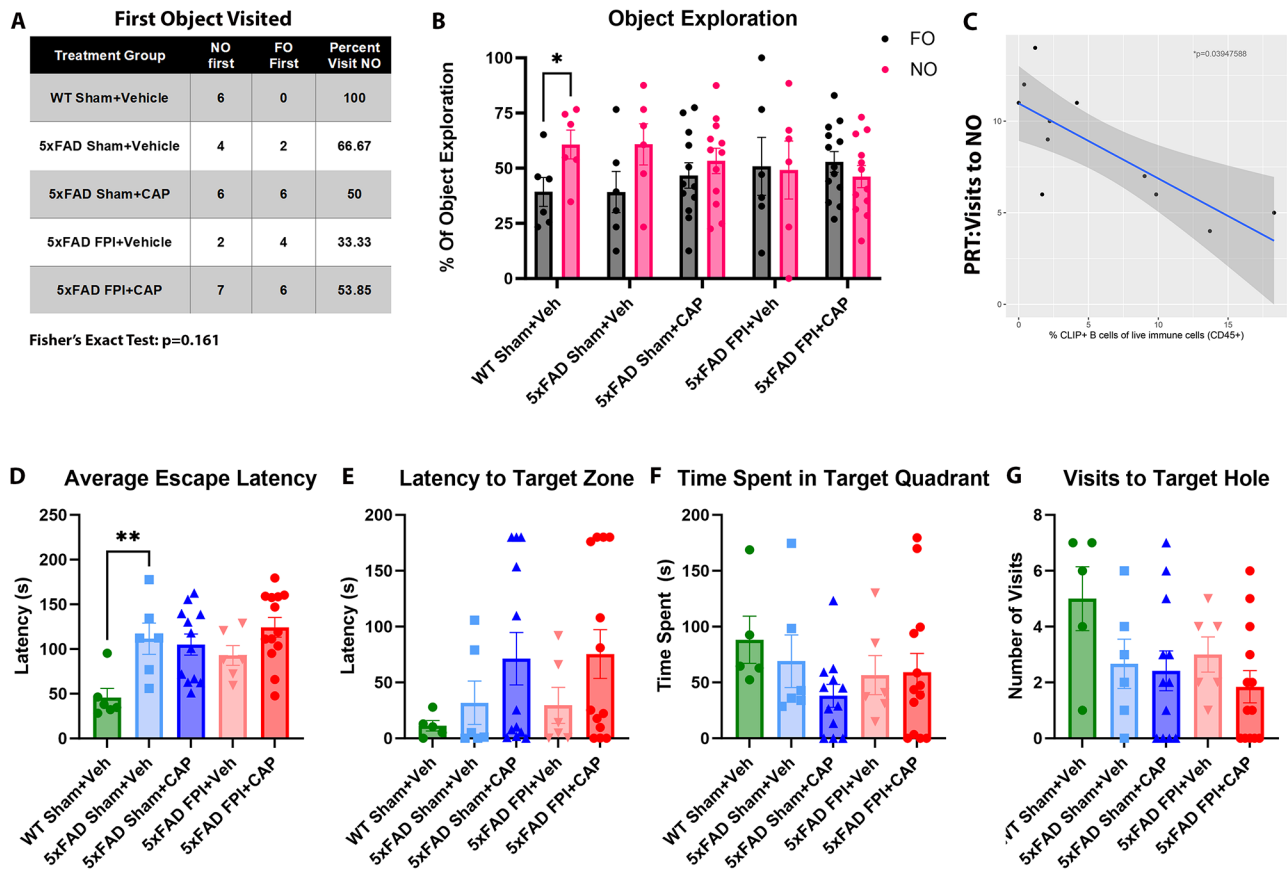 A
First Object Visited
Treatment Group NO first FO First Percent Visit NO
WT Sham+Vehicle 6 0 100
5xFAD Sham+Vehicle 4 2 66.67
5xFAD Sham+CAP 6 6 50
5xFAD FPI+Vehicle 2 4 33.33
5xFAD FPI+CAP 7 6 53.85
Fisher's Exact Test: p=0.161
B
Object Exploration
FO
NO
*
% Of Object Exploration
100
75
50
25
0
WT Sham+Veh
5xFAD Sham+Veh
5xFAD Sham+CAP
5xFAD FPI+Veh
5xFAD FPI+CAP
C
*p=0.03947588
PRT:Visits to NO
10
5
0
0 5 10 15
% CLIP+ B cells of live immune cells (CD45+)
D
Average Escape Latency
**
Latency (s)
250
200
150
100
50
0
WT Sham+Veh
5xFAD Sham+Veh
5xFAD Sham+CAP
5xFAD FPI+Veh
5xFAD FPI+CAP
E
Latency to Target Zone
Latency (s)
200
150
100
50
0
WT Sham+Veh
5xFAD Sham+Veh
5xFAD Sham+CAP
5xFAD FPI+Veh
5xFAD FPI+CAP
F
Time Spent in Target Quadrant
Time Spent (s)
200
150
100
50
0
WT Sham+Veh
5xFAD Sham+Veh
5xFAD Sham+CAP
5xFAD FPI+Veh
5xFAD FPI+CAP
G
Visits to Target Hole
Number of Visits
8
6
4
2
0
WT Sham+Veh
5xFAD Sham+Veh
5xFAD Sham+CAP
5xFAD FPI+Veh
5xFAD FPI+CAP